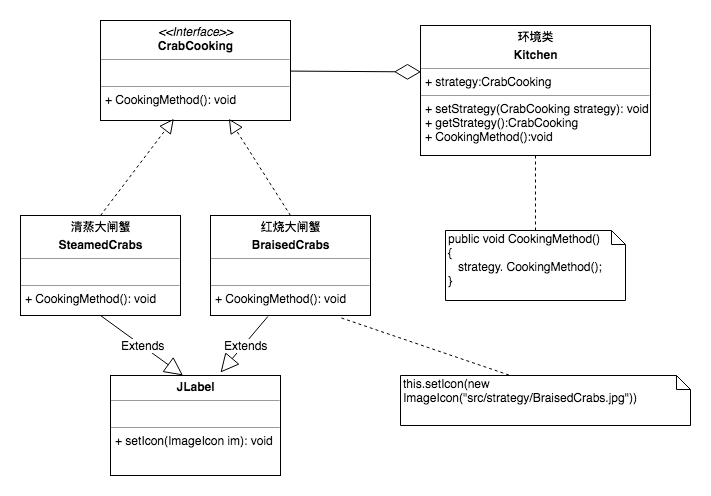 <<Interface>>
CrabCooking
+ CookingMethod(): void
环境类
Kitchen
+ strategy:CrabCooking
+ setStrategy(CrabCooking strategy): void
+ getStrategy():CrabCooking
+ CookingMethod():void
清蒸大闸蟹
SteamedCrabs
+ CookingMethod(): void
红烧大闸蟹
BraisedCrabs
+ CookingMethod(): void
public void CookingMethod()
{
strategy. CookingMethod();
}
Extends
Extends
JLabel
+ setIcon(ImageIcon im): void
this.setIcon(new
ImageIcon("src/strategy/BraisedCrabs.jpg"))